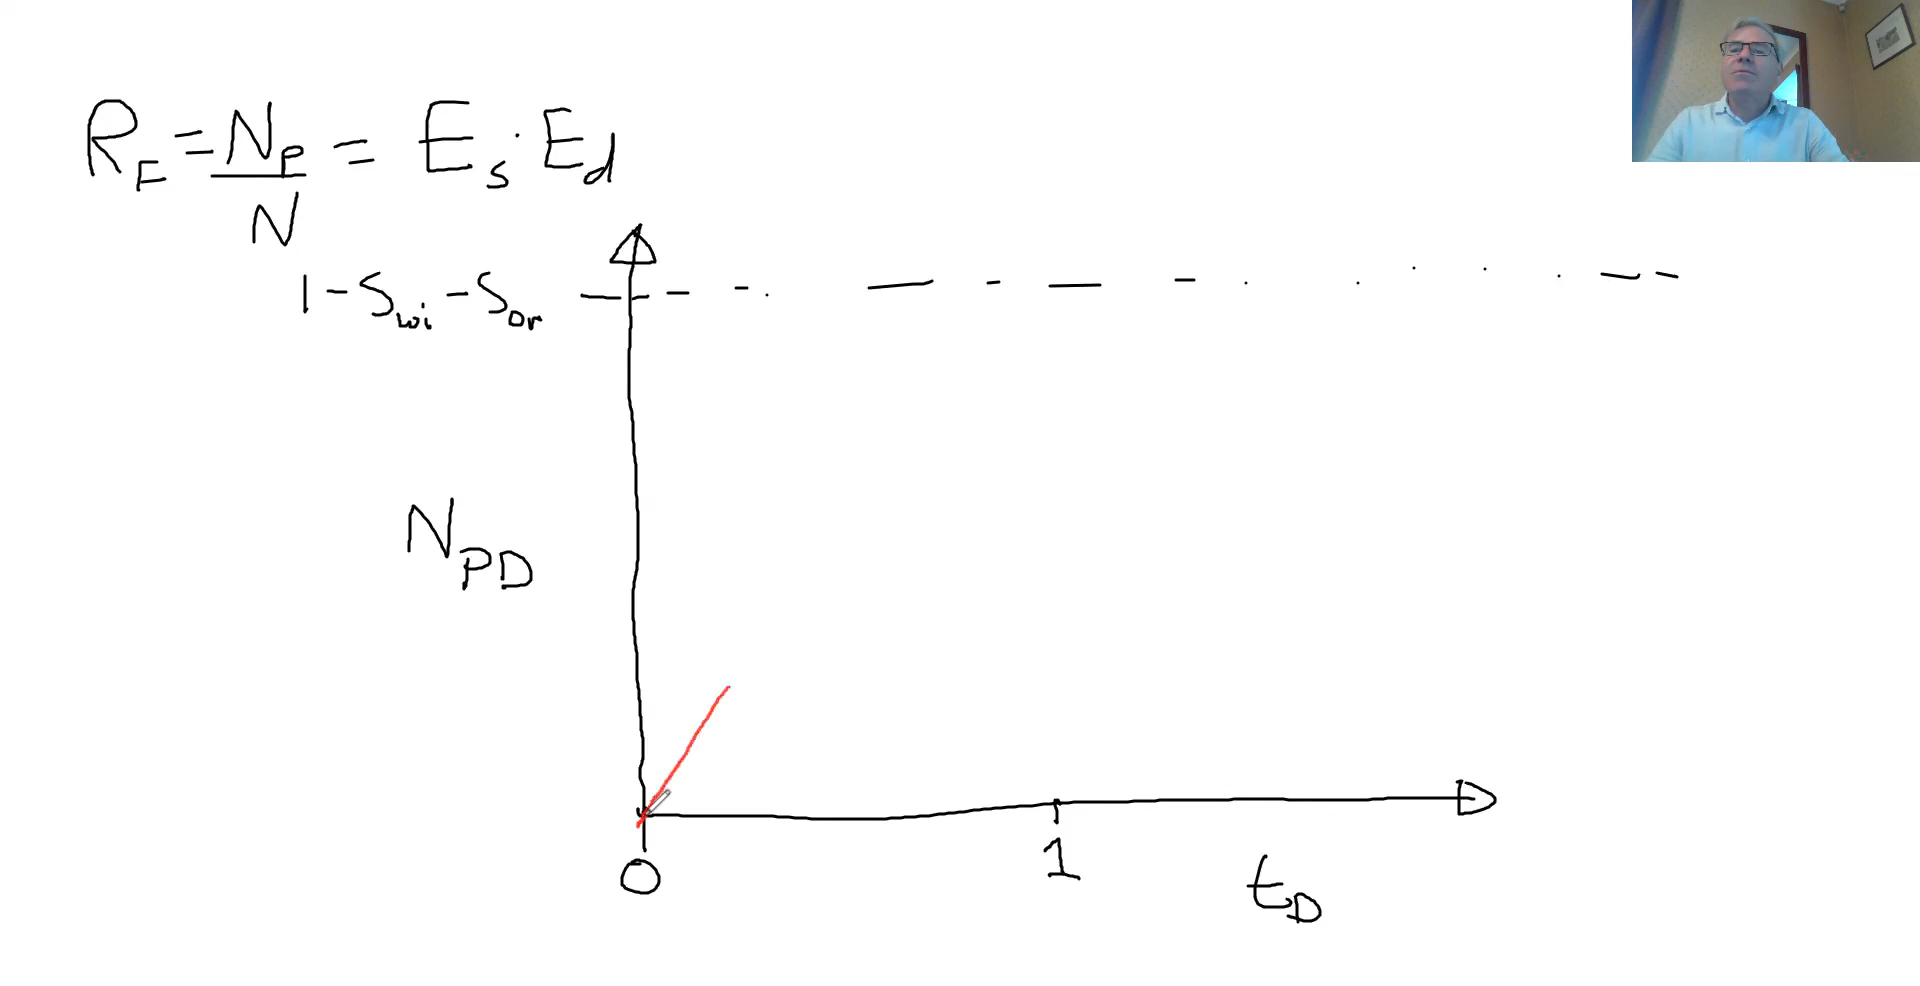 R_F = N_P / N = E_s . E_d
1 - S_wi - S_or
N_PD
0
1
t_D